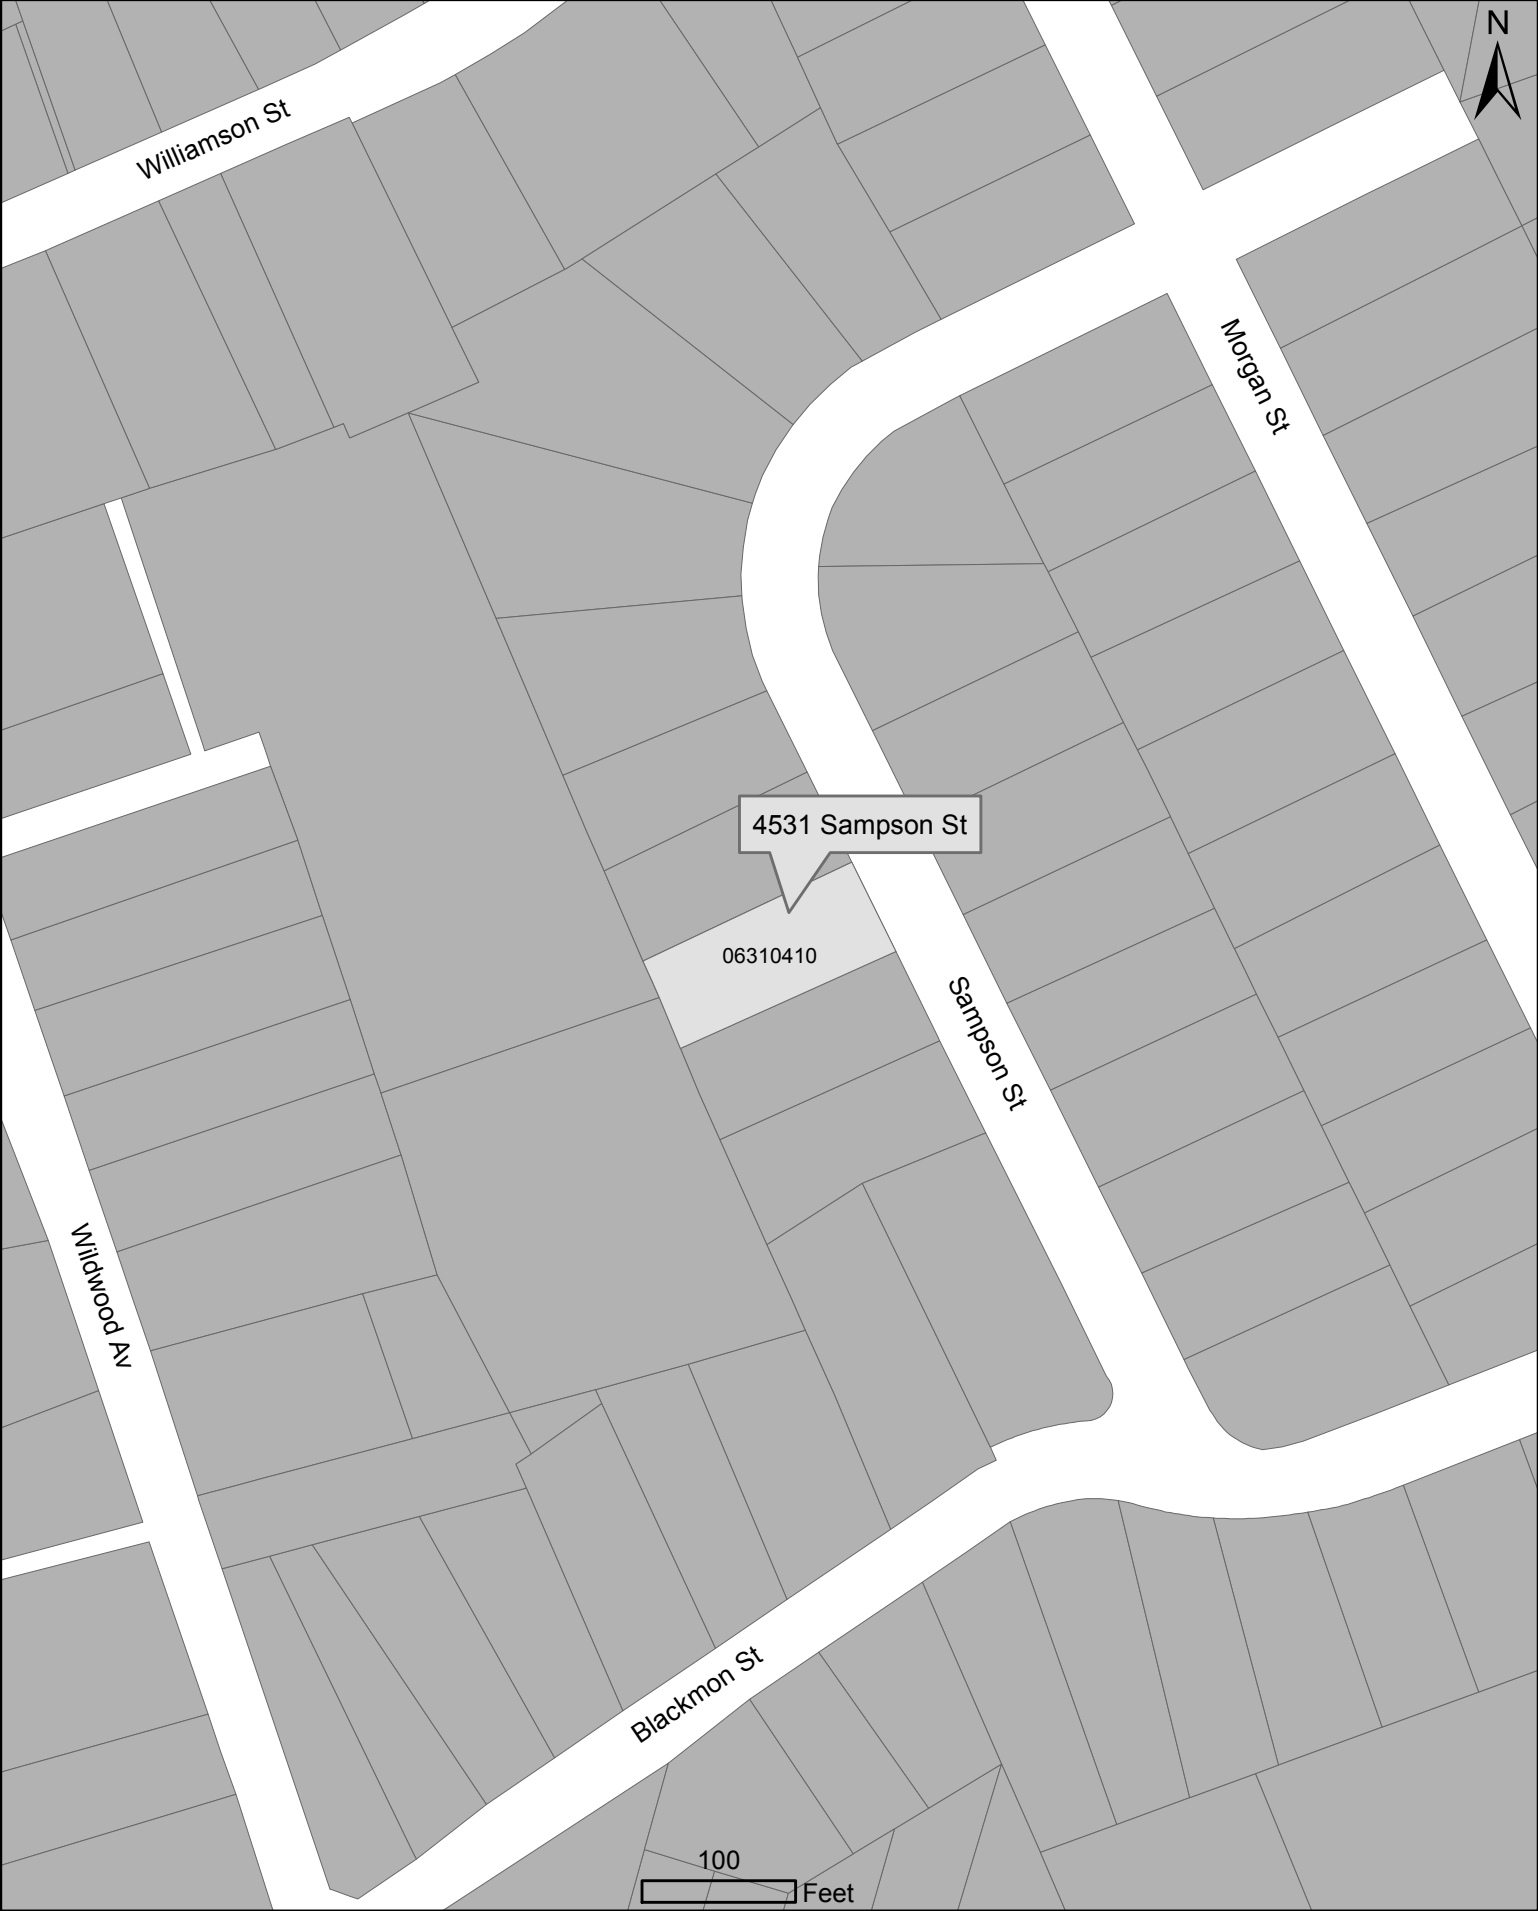 N
Williamson St
Morgan St
4531 Sampson St
06310410
Sampson St
Wildwood Av
Blackmon St
100
Feet